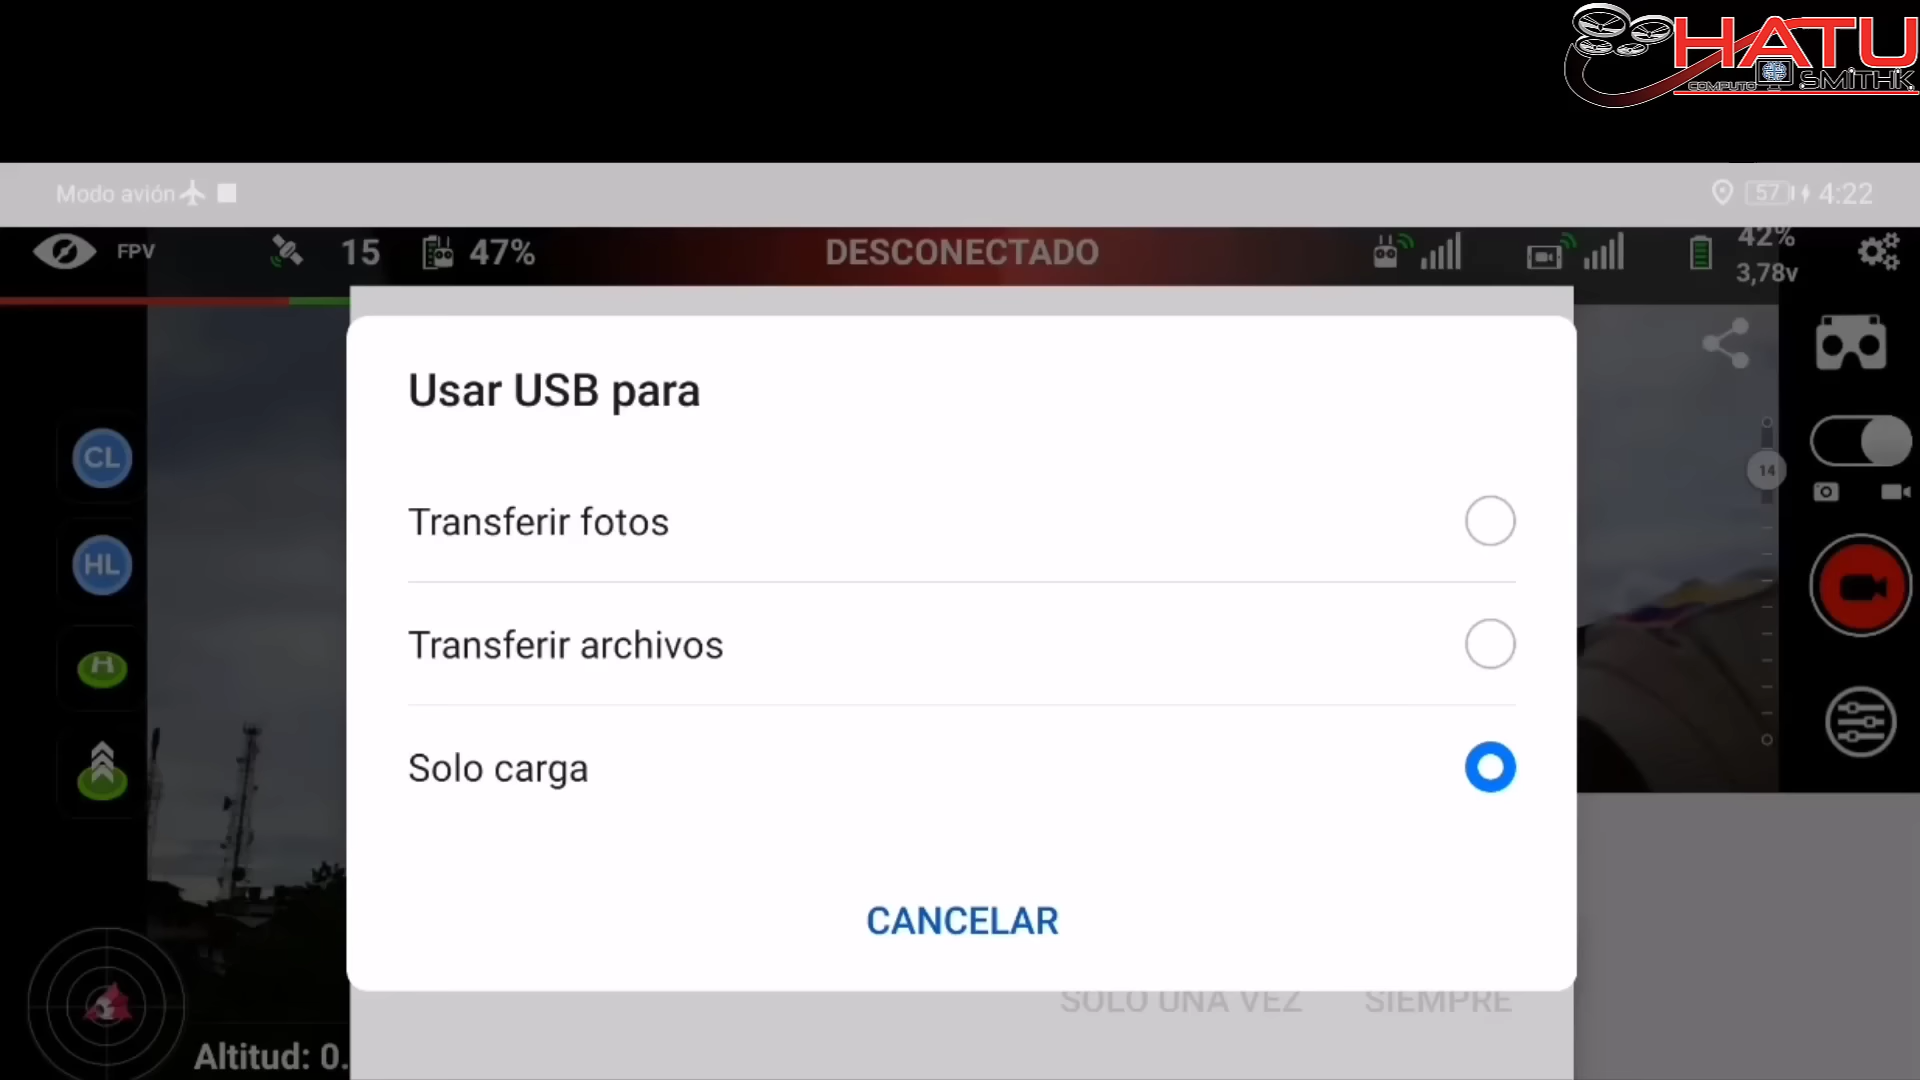 HATU
COMPUTO SMITHK
Modo avión
57 4:22
FPV 15 47% DESCONECTADO 42%
3,78v
Usar USB para
Transferir fotos
Transferir archivos
Solo carga
CANCELAR
CL
HL
H
14
SOLO UNA VEZ SIEMPRE
Altitud: 0.